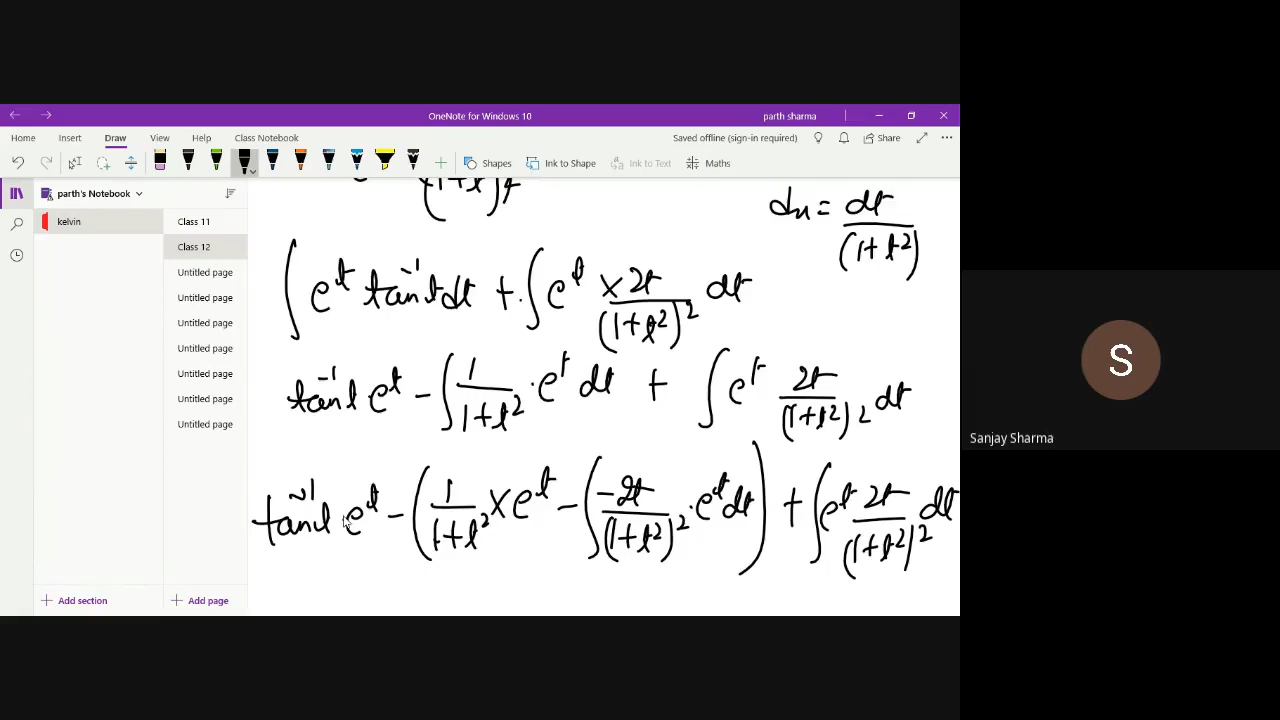 OneNote for Windows 10
parth sharma
Home Insert Draw View Help Class Notebook
Saved offline (sign-in required) Share
Shapes Ink to Shape Ink to Text Maths
parth's Notebook
kelvin
Class 11
Class 12
Untitled page
Untitled page
Untitled page
Untitled page
Untitled page
Untitled page
Untitled page
+ Add section
+ Add page
(1+t)
dx = dt/(1+t²)
∫ e^t tan⁻¹t dt + ∫ e^t × 2t/(1+t²)² dt
tan⁻¹t e^t − ∫ 1/(1+t²) · e^t dt + ∫ e^t 2t/(1+t²)² dt
tan⁻¹t e^t − (1/(1+t²) × e^t − ∫ −2t/(1+t²)² · e^t dt) + ∫ e^t 2t/(1+t²)² dt
S
Sanjay Sharma